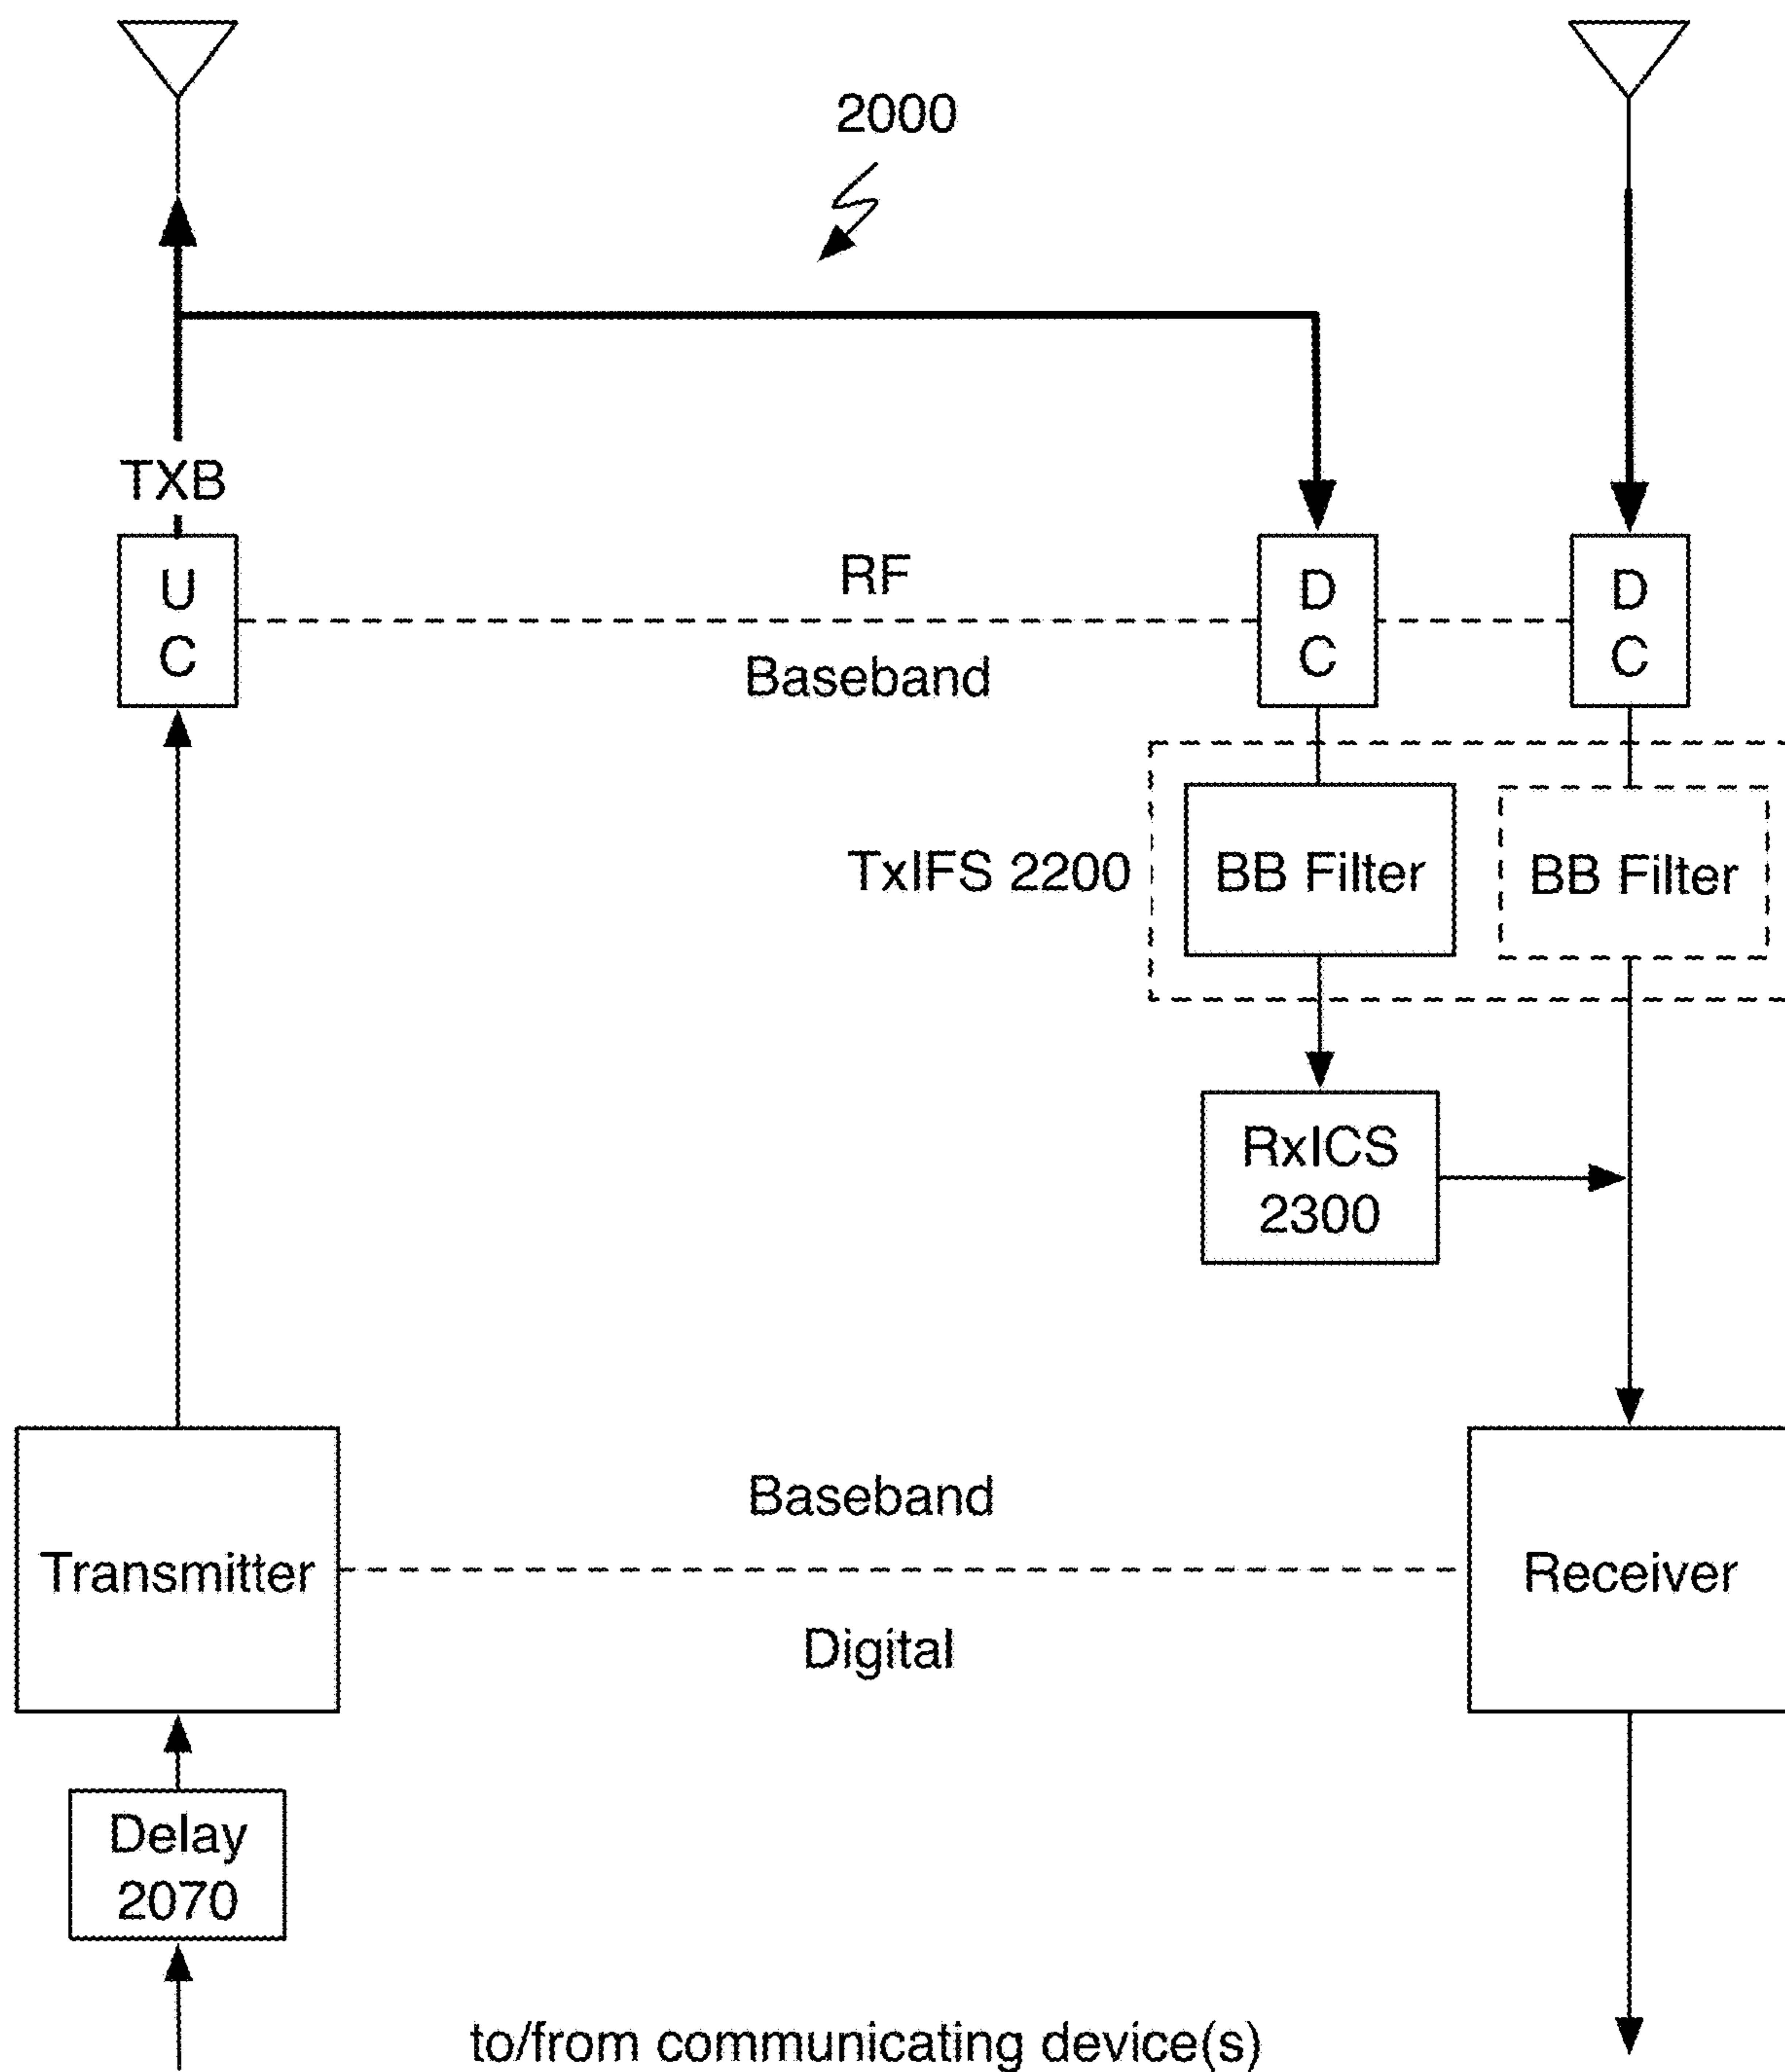 2000
TXB
U
C
RF
Baseband
D
C
D
C
TxIFS 2200
BB Filter
BB Filter
RxICS
2300
Transmitter
Baseband
Digital
Receiver
Delay
2070
to/from communicating device(s)